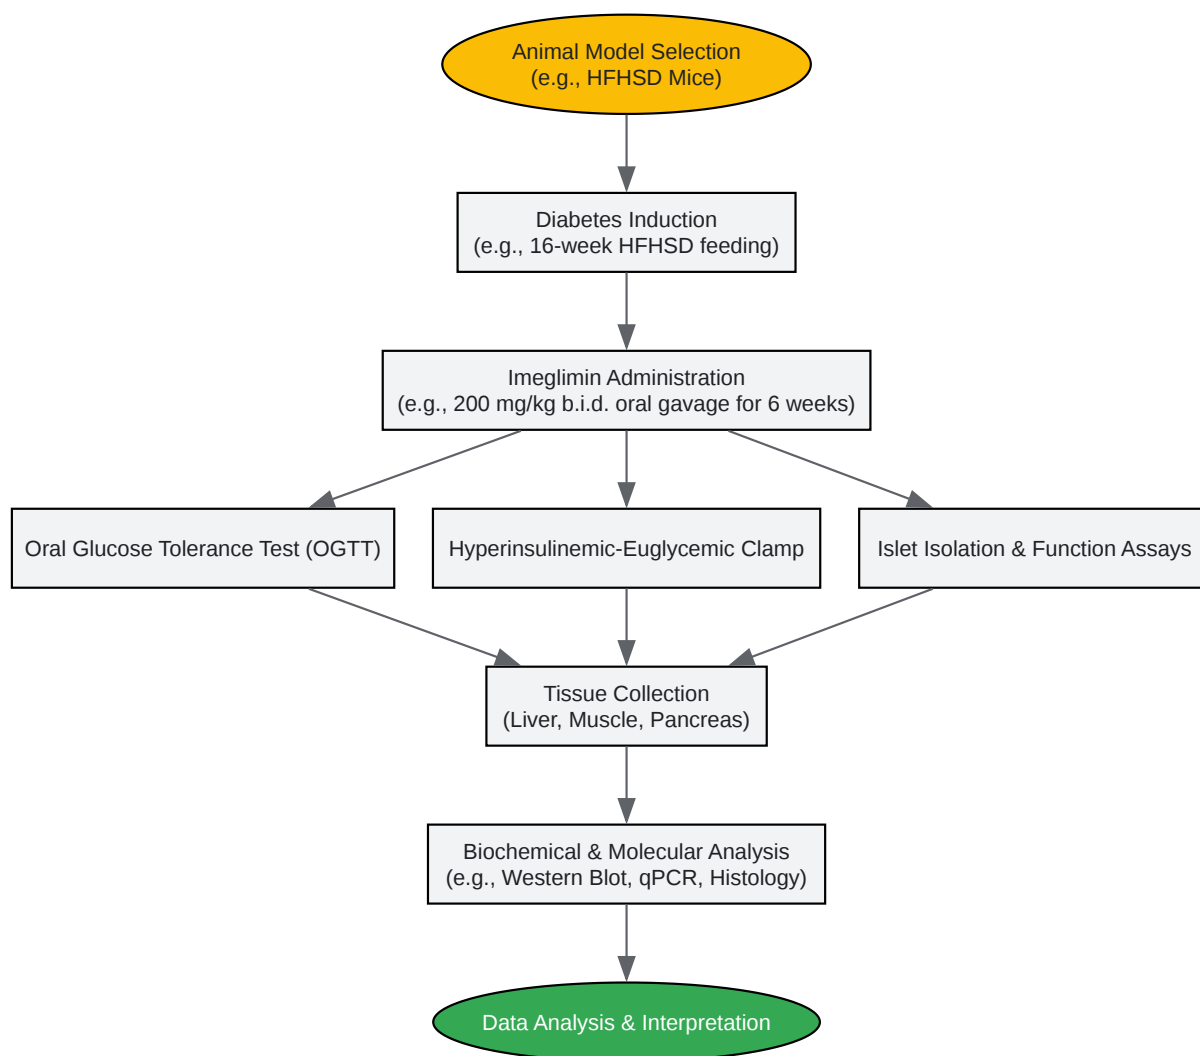 Animal Model Selection
(e.g., HFHSD Mice)
Diabetes Induction
(e.g., 16-week HFHSD feeding)
Imeglimin Administration
(e.g., 200 mg/kg b.i.d. oral gavage for 6 weeks)
Oral Glucose Tolerance Test (OGTT)
Hyperinsulinemic-Euglycemic Clamp
Islet Isolation & Function Assays
Tissue Collection
(Liver, Muscle, Pancreas)
Biochemical & Molecular Analysis
(e.g., Western Blot, qPCR, Histology)
Data Analysis & Interpretation